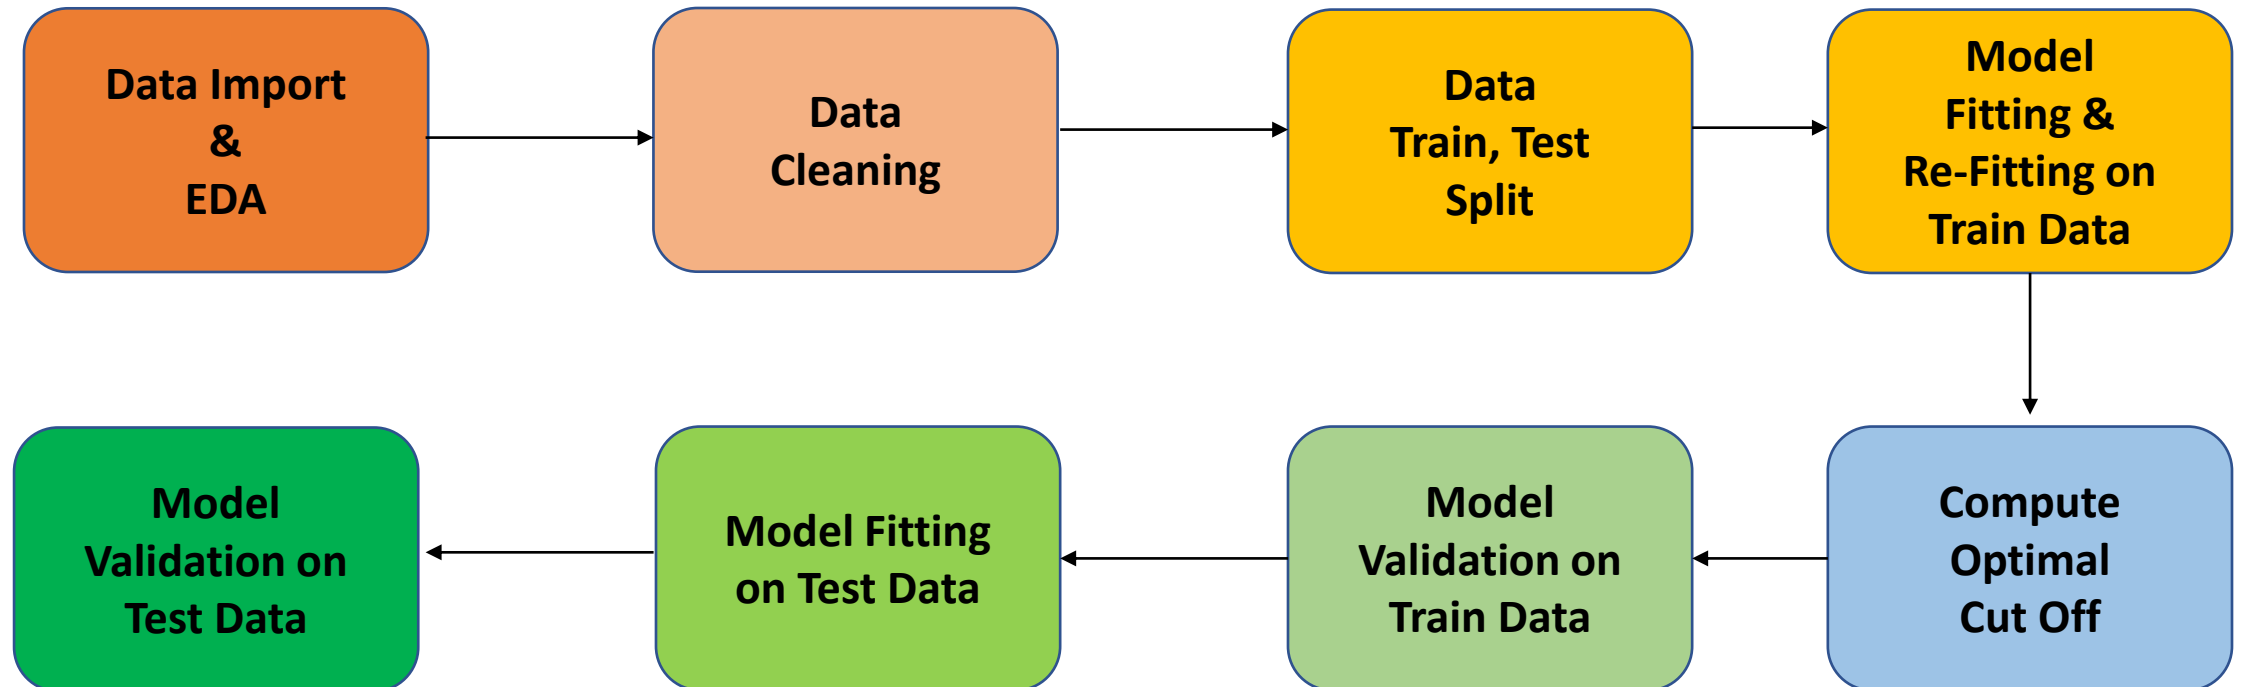 Data Import
&
EDA
Data
Cleaning
Data
Train, Test
Split
Model
Fitting &
Re-Fitting on
Train Data
Model
Validation on
Test Data
Model Fitting
on Test Data
Model
Validation on
Train Data
Compute
Optimal
Cut Off